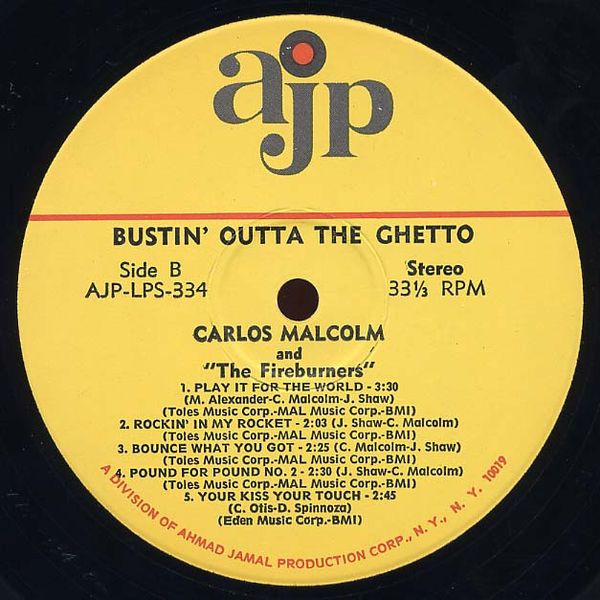 ajp
BUSTIN' OUTTA THE GHETTO
Side B
AJP-LPS-334
Stereo
33⅓ RPM
CARLOS MALCOLM
and
"The Fireburners"
1. PLAY IT FOR THE WORLD - 3:30
(M. Alexander-C. Malcolm-J. Shaw)
(Toles Music Corp.-MAL Music Corp.-BMI)
2. ROCKIN' IN MY ROCKET - 2:03 (J. Shaw-C. Malcolm)
(Toles Music Corp.-MAL Music Corp.-BMI)
3. BOUNCE WHAT YOU GOT - 2:25 (C. Malcolm-J. Shaw)
(Toles Music Corp.-MAL Music Corp.-BMI)
4. POUND FOR POUND NO. 2 - 2:30 (J. Shaw-C. Malcolm)
(Toles Music Corp.-MAL Music Corp.-BMI)
5. YOUR KISS YOUR TOUCH - 2:45
(C. Otis-D. Spinnoza)
(Eden Music Corp.-BMI)
A DIVISION OF AHMAD JAMAL PRODUCTION CORP., N. Y., N. Y. 10019